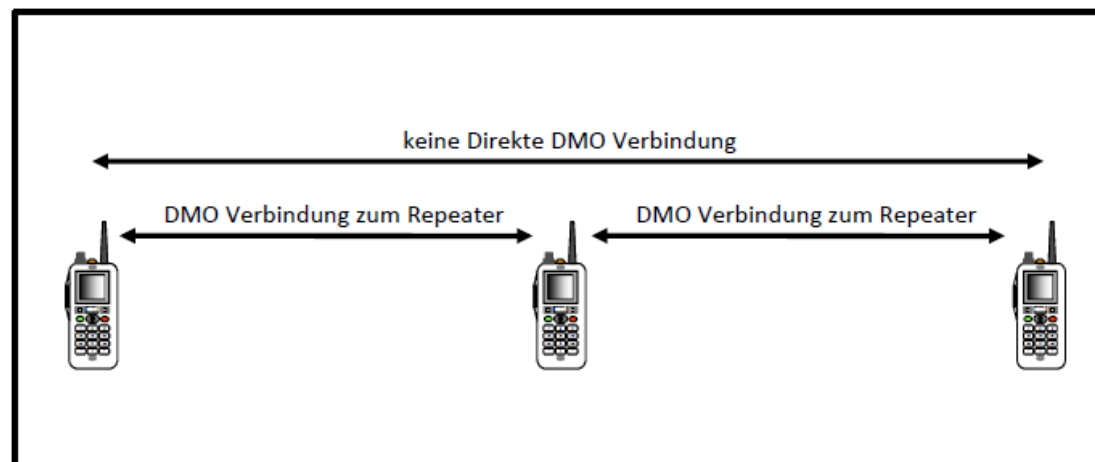 keine Direkte DMO Verbindung
DMO Verbindung zum Repeater
DMO Verbindung zum Repeater